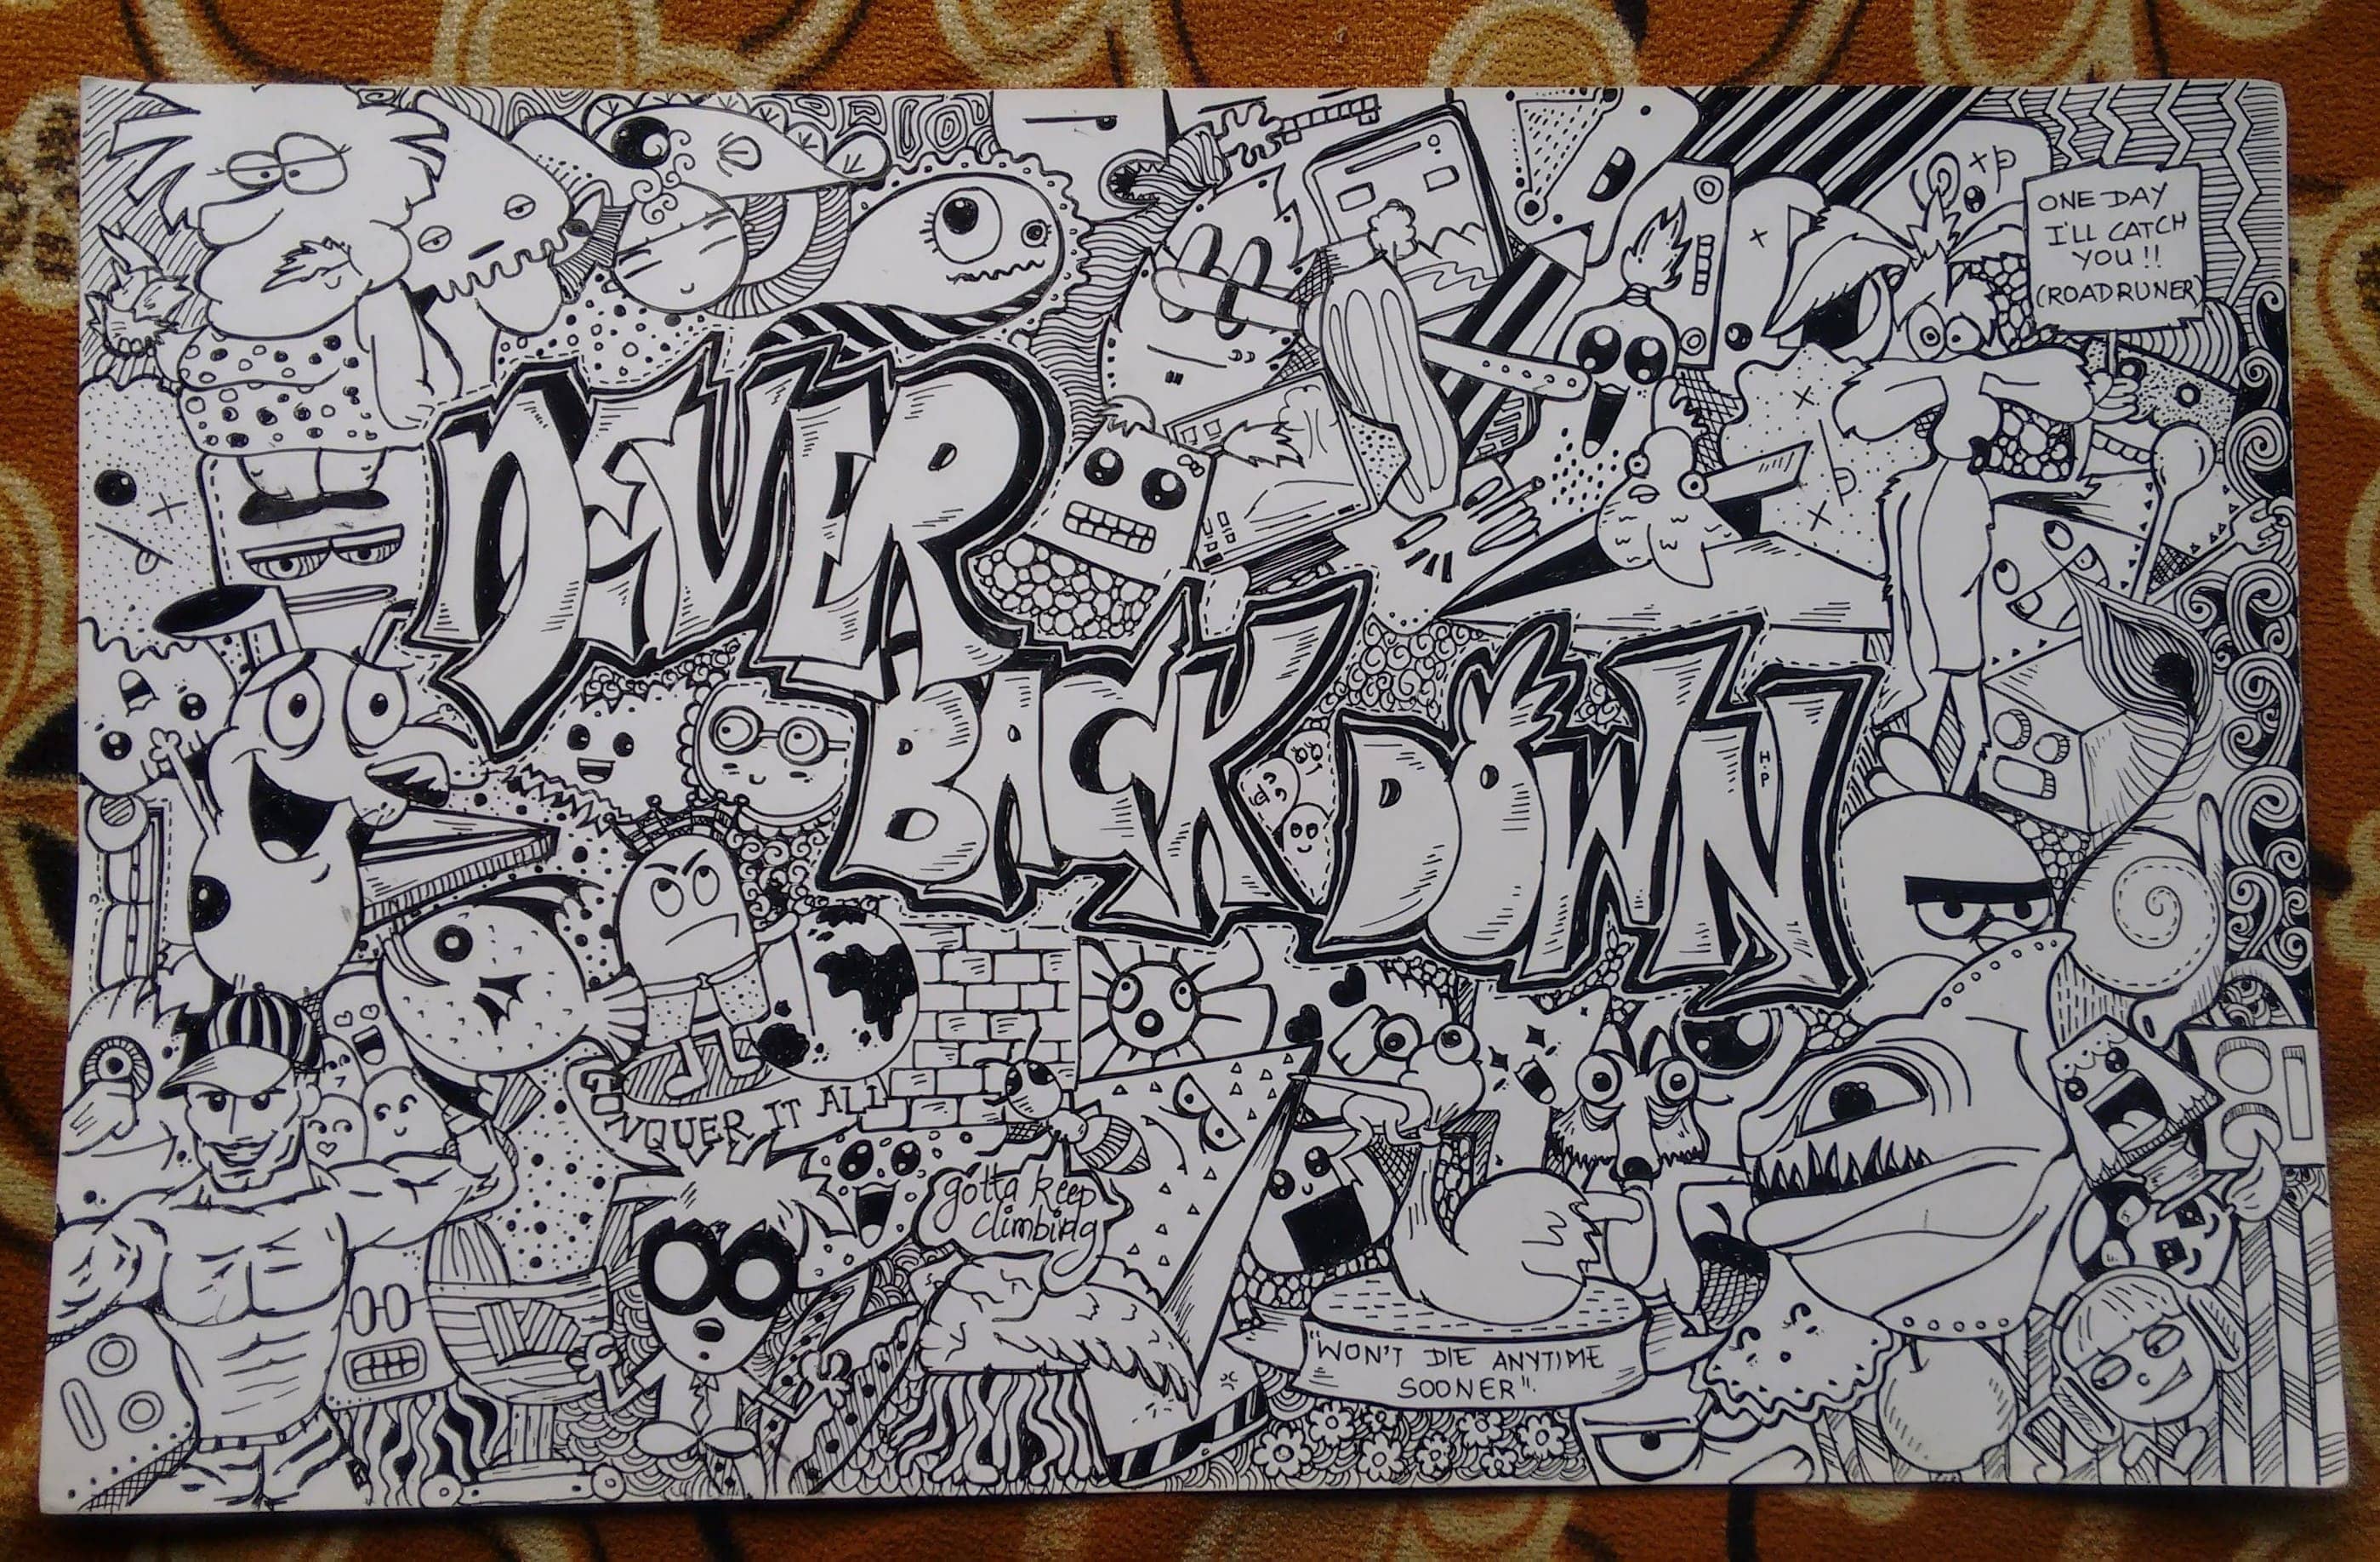 NEVER
BACK
DOWN
HP
ONE DAY
I'LL CATCH
YOU!!
(ROADRUNER)
CONQUER IT ALL
gotta keep
climbing
"WON'T DIE ANYTIME
SOONER".